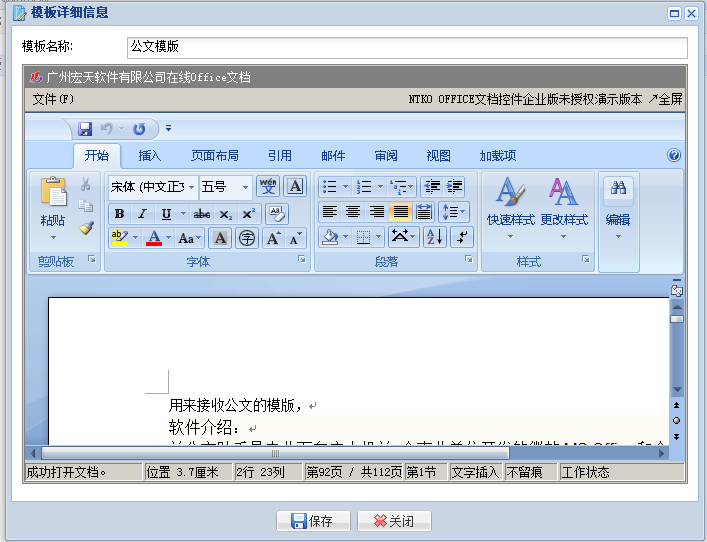 模板详细信息
模板名称:
公文模版
广州宏天软件有限公司在线Office文档
文件(F)
NTKO OFFICE文档控件企业版未授权演示版本 全屏
开始 插入 页面布局 引用 邮件 审阅 视图 加载项
宋体 (中文正 五号 wén 文 A
粘贴
B I U abc x₂ x² Aa
ab A Aa A 字 A A
快速样式 更改样式 编辑
剪贴板 字体 段落 样式
用来接收公文的模版,
软件介绍:
成功打开文档。 位置 3.7厘米 2行 23列 第92页 / 共112页 第1节 文字插入 不留痕 工作状态
保存 关闭